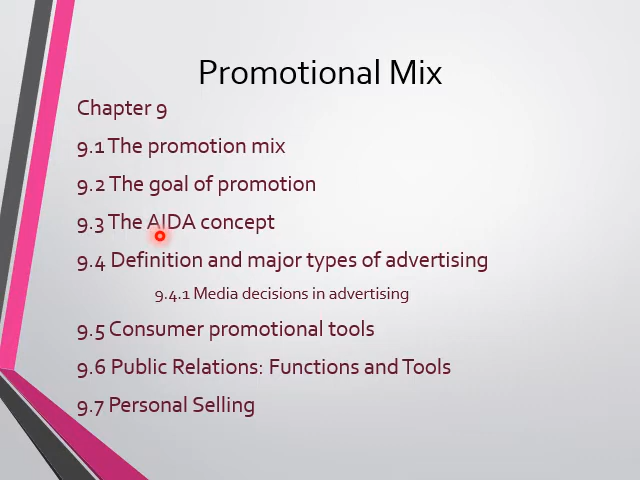 Promotional Mix
Chapter 9
9.1 The promotion mix
9.2 The goal of promotion
9.3 The AIDA concept
9.4 Definition and major types of advertising
9.4.1 Media decisions in advertising
9.5 Consumer promotional tools
9.6 Public Relations: Functions and Tools
9.7 Personal Selling